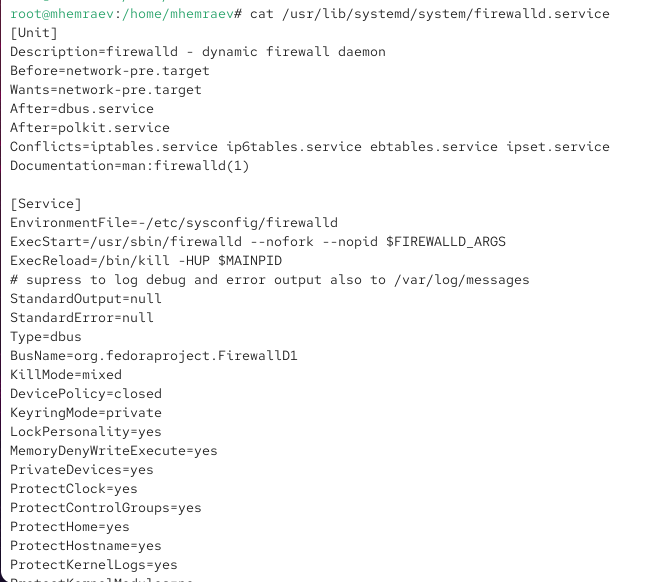 root@mhemraev:/home/mhemraev# cat /usr/lib/systemd/system/firewalld.service
[Unit]
Description=firewalld - dynamic firewall daemon
Before=network-pre.target
Wants=network-pre.target
After=dbus.service
After=polkit.service
Conflicts=iptables.service ip6tables.service ebtables.service ipset.service
Documentation=man:firewalld(1)

[Service]
EnvironmentFile=-/etc/sysconfig/firewalld
ExecStart=/usr/sbin/firewalld --nofork --nopid $FIREWALLD_ARGS
ExecReload=/bin/kill -HUP $MAINPID
# supress to log debug and error output also to /var/log/messages
StandardOutput=null
StandardError=null
Type=dbus
BusName=org.fedoraproject.FirewallD1
KillMode=mixed
DevicePolicy=closed
KeyringMode=private
LockPersonality=yes
MemoryDenyWriteExecute=yes
PrivateDevices=yes
ProtectClock=yes
ProtectControlGroups=yes
ProtectHome=yes
ProtectHostname=yes
ProtectKernelLogs=yes